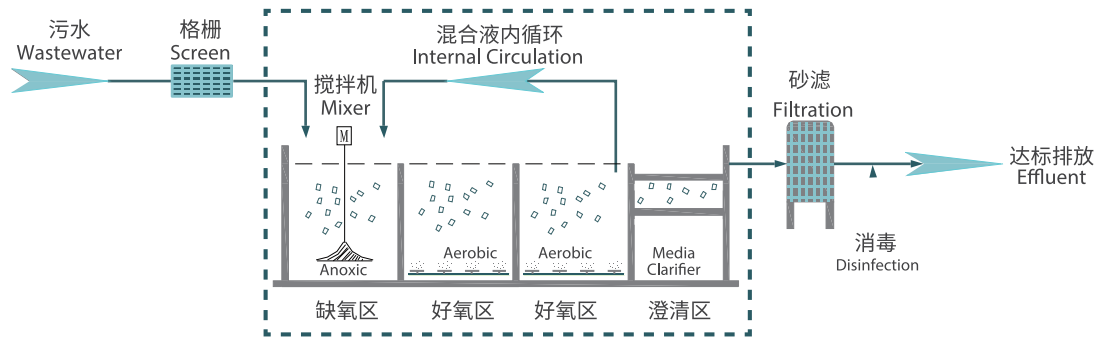 污水
Wastewater
格栅
Screen
混合液内循环
Internal Circulation
搅拌机
Mixer
M
砂滤
Filtration
达标排放
Effluent
消毒
Disinfection
Anoxic
Aerobic
Aerobic
Media
Clarifier
缺氧区
好氧区
好氧区
澄清区